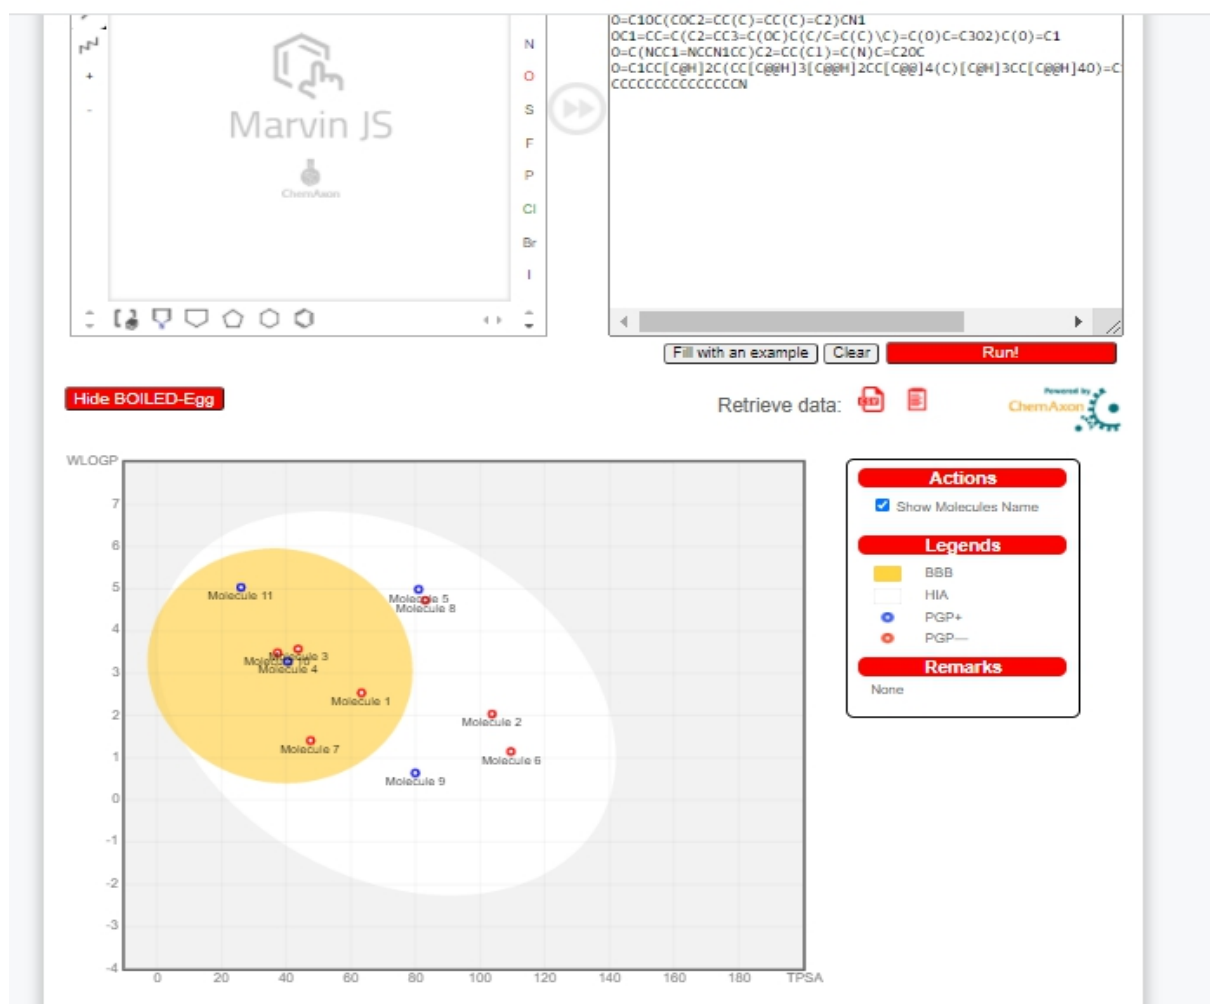 O=C1OC(COC2=CC(C)=CC(C)=C2)CN1
OC1=CC=C(C2=CC3=C(OC)C(C/C=C(C)\C)=C(O)C=C3O2)C(O)=C1
O=C(NCC1=NCCN1CC)C2=CC(Cl)=C(N)C=C2OC
O=C1CC[C@H]2C(CC[C@@H]3[C@@H]2CC[C@@]4(C)[C@H]3CC[C@@H]4O)=C
CCCCCCCCCCCCCCCCN
+
-
N
O
S
F
P
Cl
Br
I
Marvin JS
ChemAxon
Fill with an example Clear Run!
Hide BOILED-Egg
Retrieve data: CSV
Powered by
ChemAxon
WLOGP
7
6
5
4
3
2
1
0
-1
-2
-3
-4
0 20 40 60 80 100 120 140 160 180 TPSA
Molecule 11
Molecule 5
Molecule 8
Molecule 3
Molecule 10
Molecule 4
Molecule 1
Molecule 2
Molecule 7
Molecule 6
Molecule 9
Actions
Show Molecules Name
Legends
BBB
HIA
PGP+
PGP—
Remarks
None